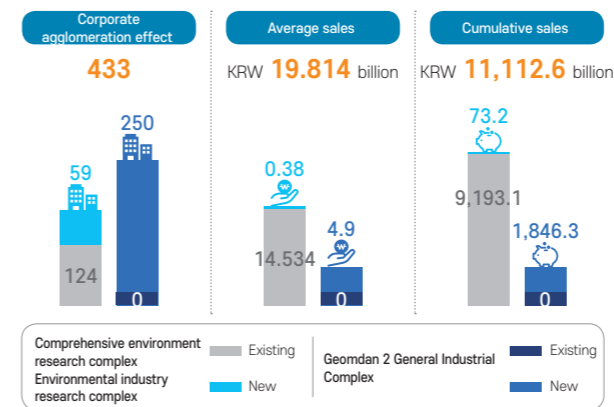 Corporate
agglomeration effect
433
250
59
124
0
Average sales
KRW 19.814 billion
0.38
4.9
14.534
0
Cumulative sales
KRW 11,112.6 billion
73.2
9,193.1
1,846.3
0
Comprehensive environment
research complex
Environmental industry
research complex
Existing
New
Geomdan 2 General Industrial
Complex
Existing
New